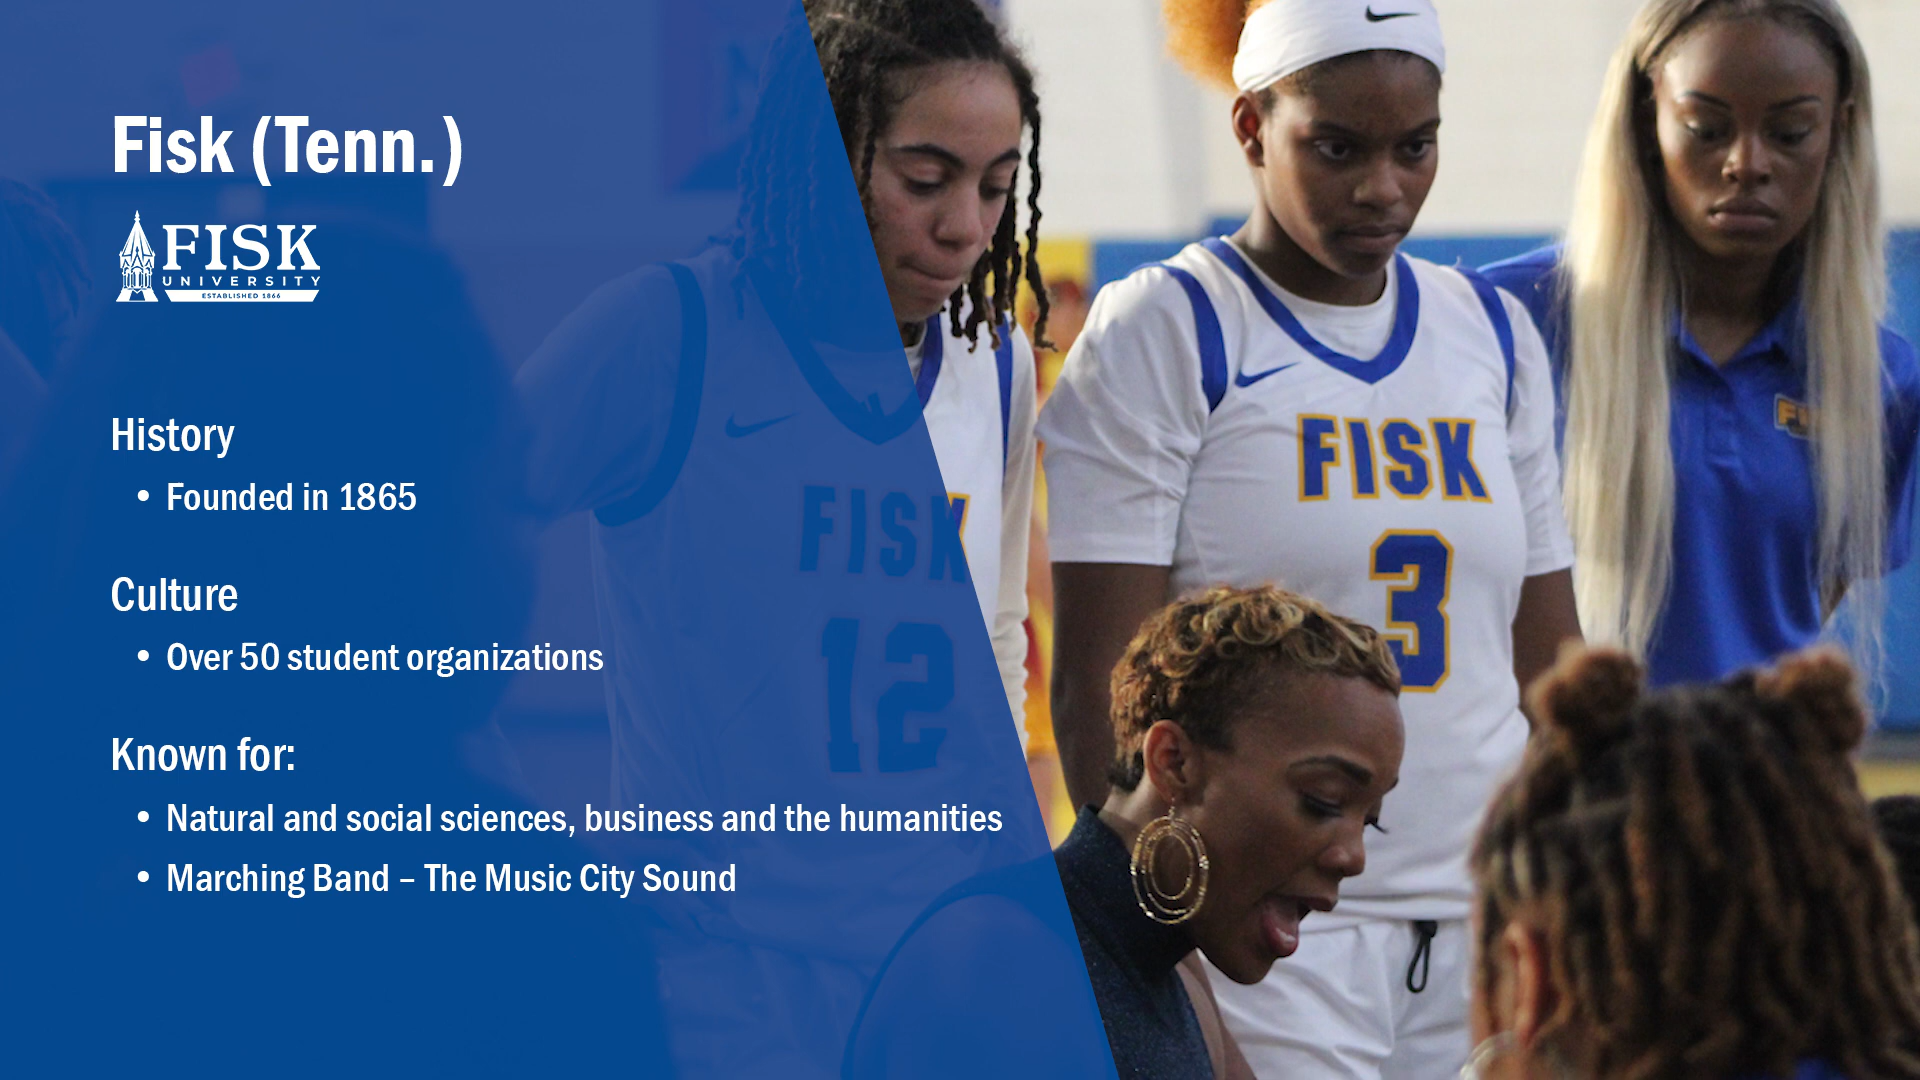 Fisk (Tenn.)
FISK
UNIVERSITY
ESTABLISHED 1866
History
• Founded in 1865
Culture
• Over 50 student organizations
Known for:
• Natural and social sciences, business and the humanities
• Marching Band – The Music City Sound
FISK
12
FISK
3